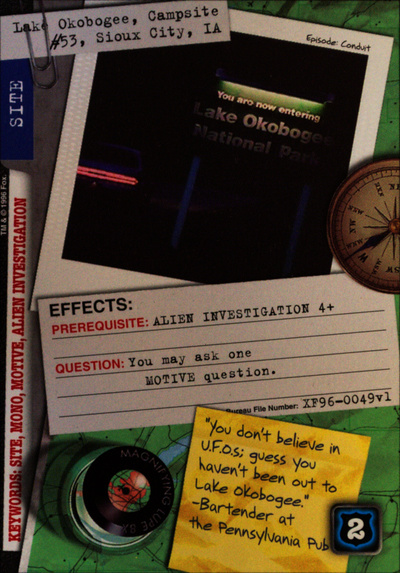 Lake Okobogee, Campsite
#53, Sioux City, IA
Episode: Conduit
SITE
You are now entering
Lake Okobogee
National Park
TM & © 1996 Fox.
KEYWORDS: SITE, MONO, MOTIVE, ALIEN INVESTIGATION
EFFECTS:
PREREQUISITE: ALIEN INVESTIGATION 4+
QUESTION: You may ask one
MOTIVE question.
Bureau File Number: XF96-0049v1
MAGNIFYING LUPE 8X
"You don't believe in
U.F.O.s; guess you
haven't been out to
Lake Okobogee."
-Bartender at
the Pennsylvania Pub
2